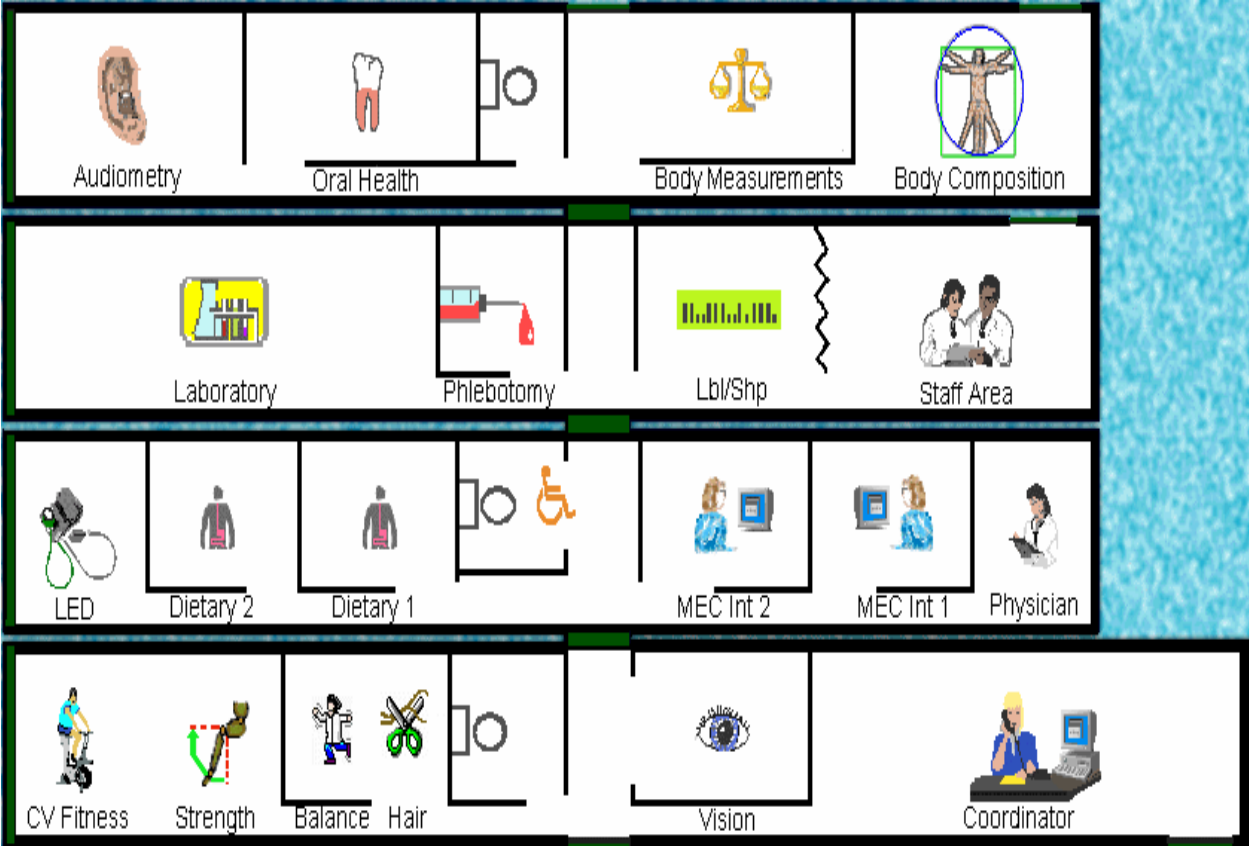 Audiometry
Oral Health
Body Measurements
Body Composition
Laboratory
Phlebotomy
Lbl/Shp
Staff Area
LED
Dietary 2
Dietary 1
MEC Int 2
MEC Int 1
Physician
CV Fitness
Strength
Balance
Hair
Vision
Coordinator